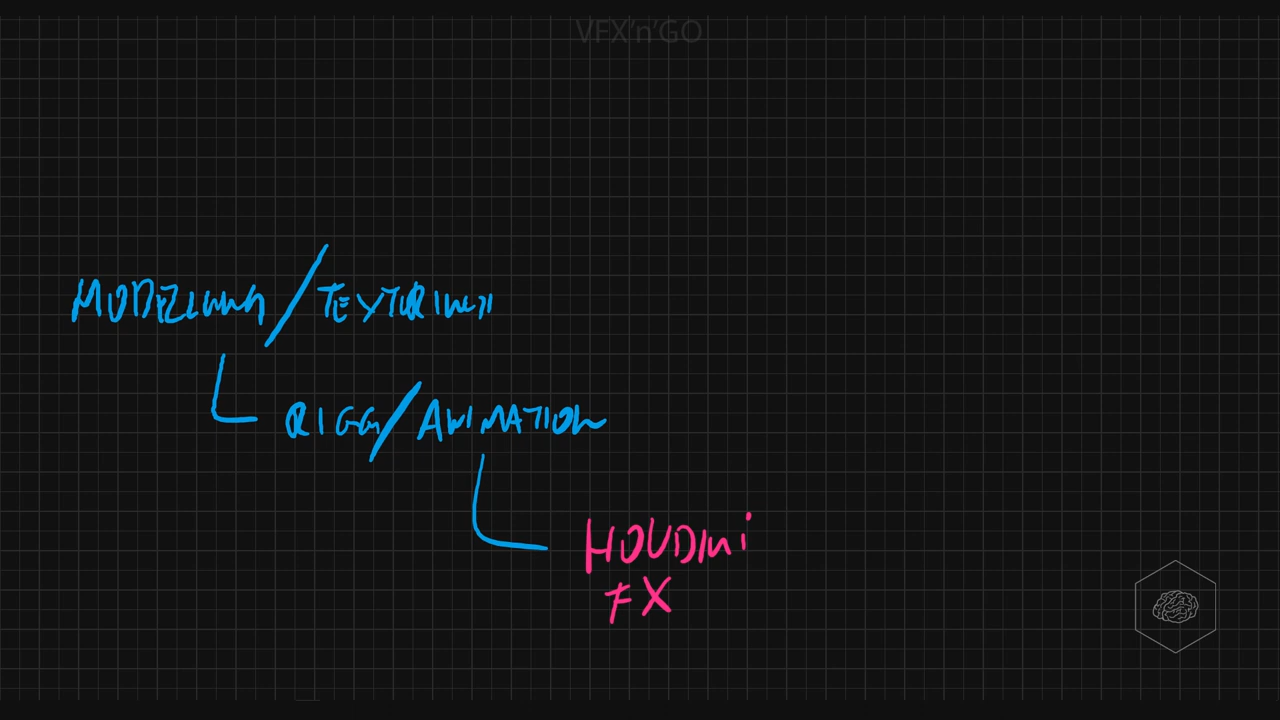 VFX'n'GO
MODELING/TEXTURING
RIGG/ANIMATION
HOUDINI
FX